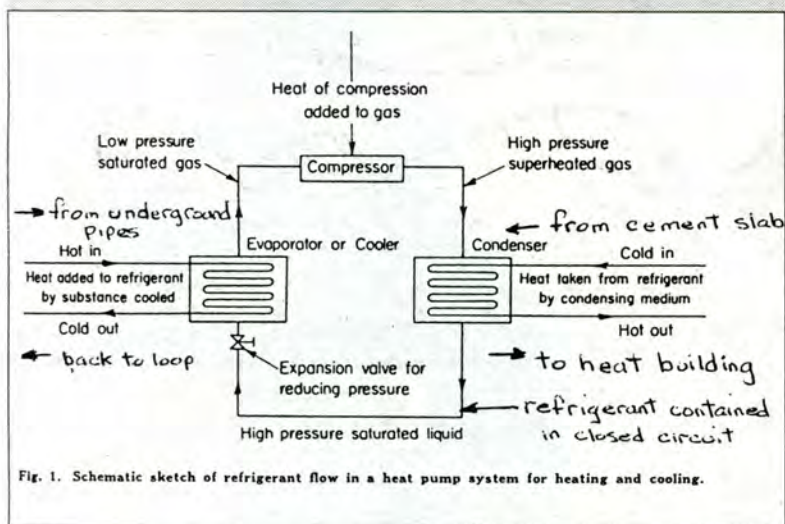 Heat of compression
added to gas
Low pressure
saturated gas
Compressor
High pressure
superheated gas
from underground
pipes
Hot in
Evaporator or Cooler
from cement slab
Condenser
Cold in
Heat added to refrigerant
by substance cooled
Heat taken from refrigerant
by condensing medium
Cold out
Hot out
back to loop
Expansion valve for
reducing pressure
to heat building
refrigerant contained
in closed circuit
High pressure saturated liquid
Fig. 1. Schematic sketch of refrigerant flow in a heat pump system for heating and cooling.